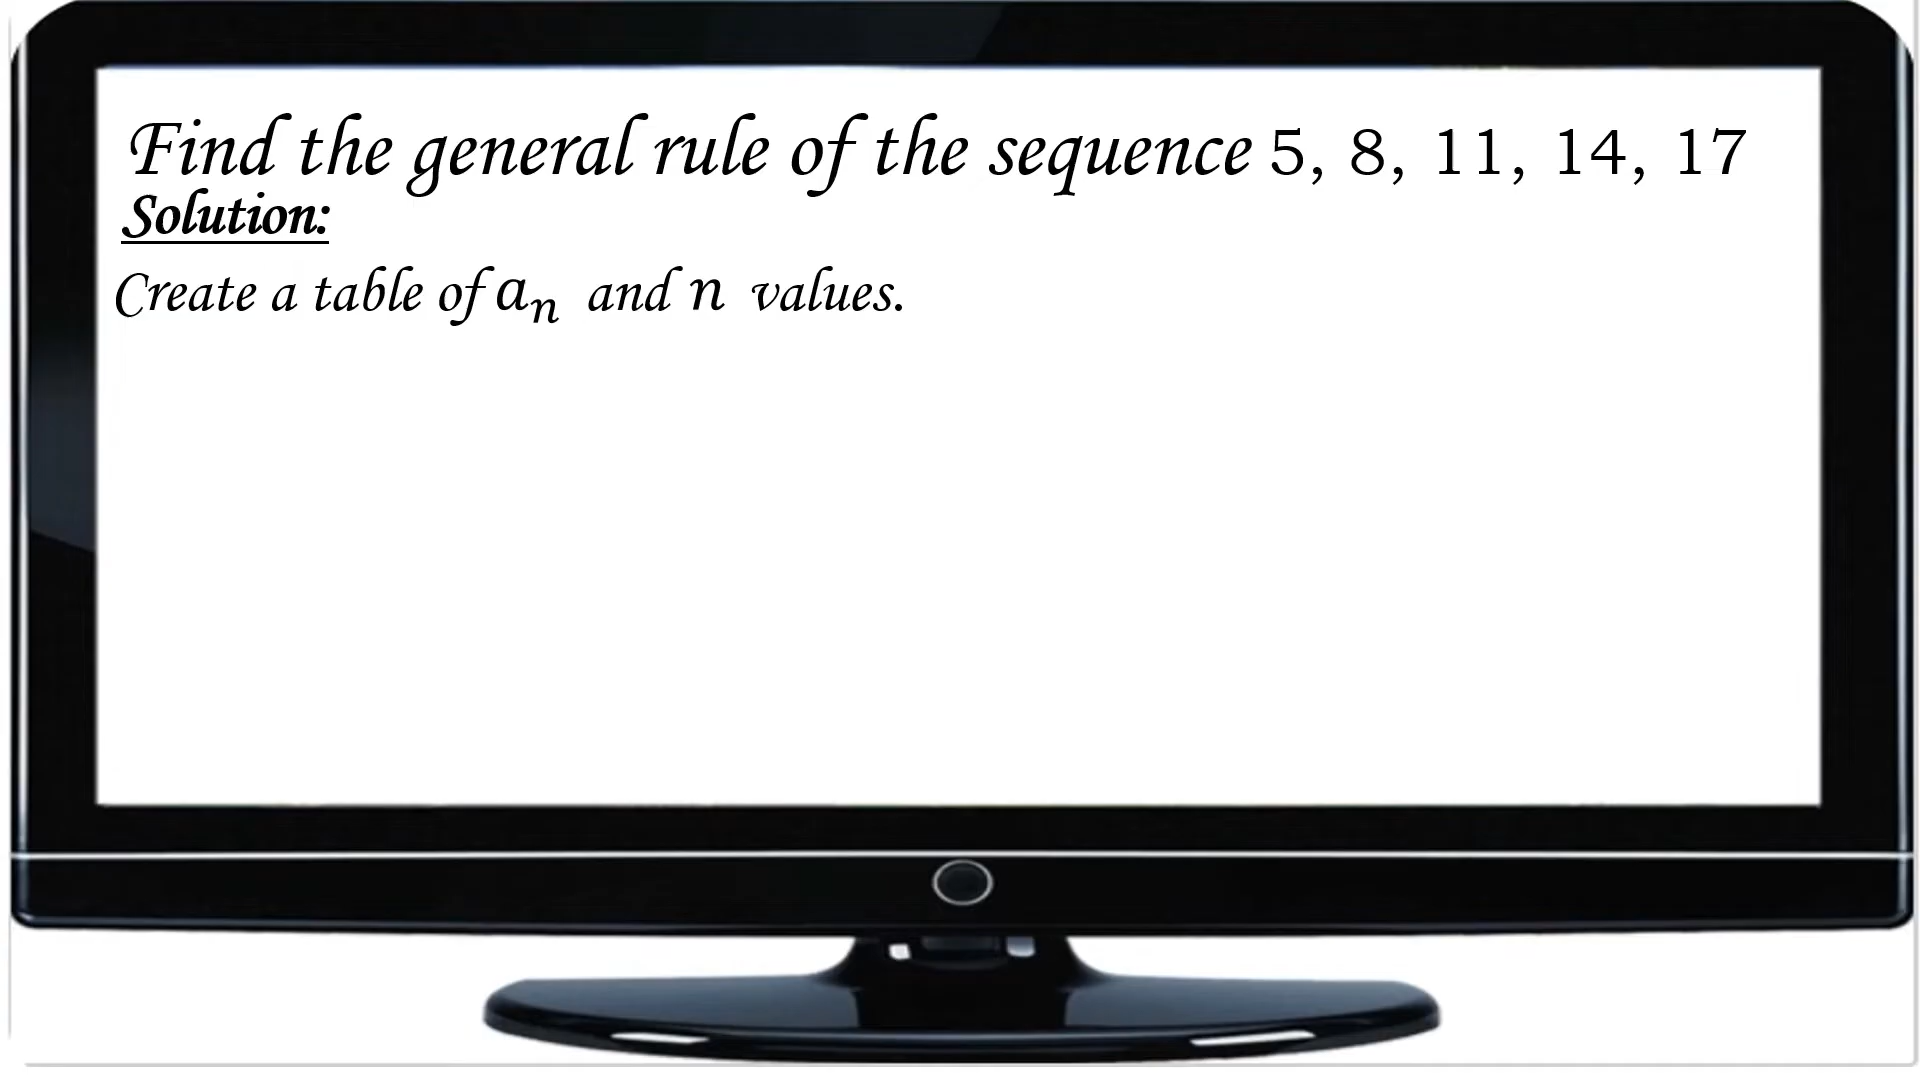 Find the general rule of the sequence 5, 8, 11, 14, 17
Solution:
Create a table of aₙ and n values.